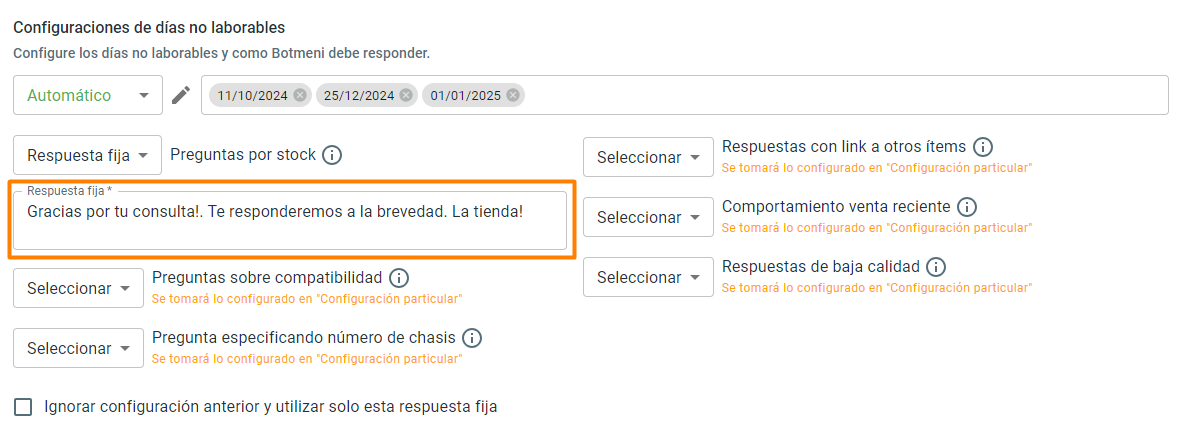 Configuraciones de días no laborables
Configure los días no laborables y como Botmeni debe responder.
Automático
11/10/2024 25/12/2024 01/01/2025
Respuesta fija Preguntas por stock
Respuesta fija *
Gracias por tu consulta!. Te responderemos a la brevedad. La tienda!
Seleccionar Preguntas sobre compatibilidad
Se tomará lo configurado en "Configuración particular"
Seleccionar Pregunta especificando número de chasis
Se tomará lo configurado en "Configuración particular"
Seleccionar Respuestas con link a otros ítems
Se tomará lo configurado en "Configuración particular"
Seleccionar Comportamiento venta reciente
Se tomará lo configurado en "Configuración particular"
Seleccionar Respuestas de baja calidad
Se tomará lo configurado en "Configuración particular"
Ignorar configuración anterior y utilizar solo esta respuesta fija